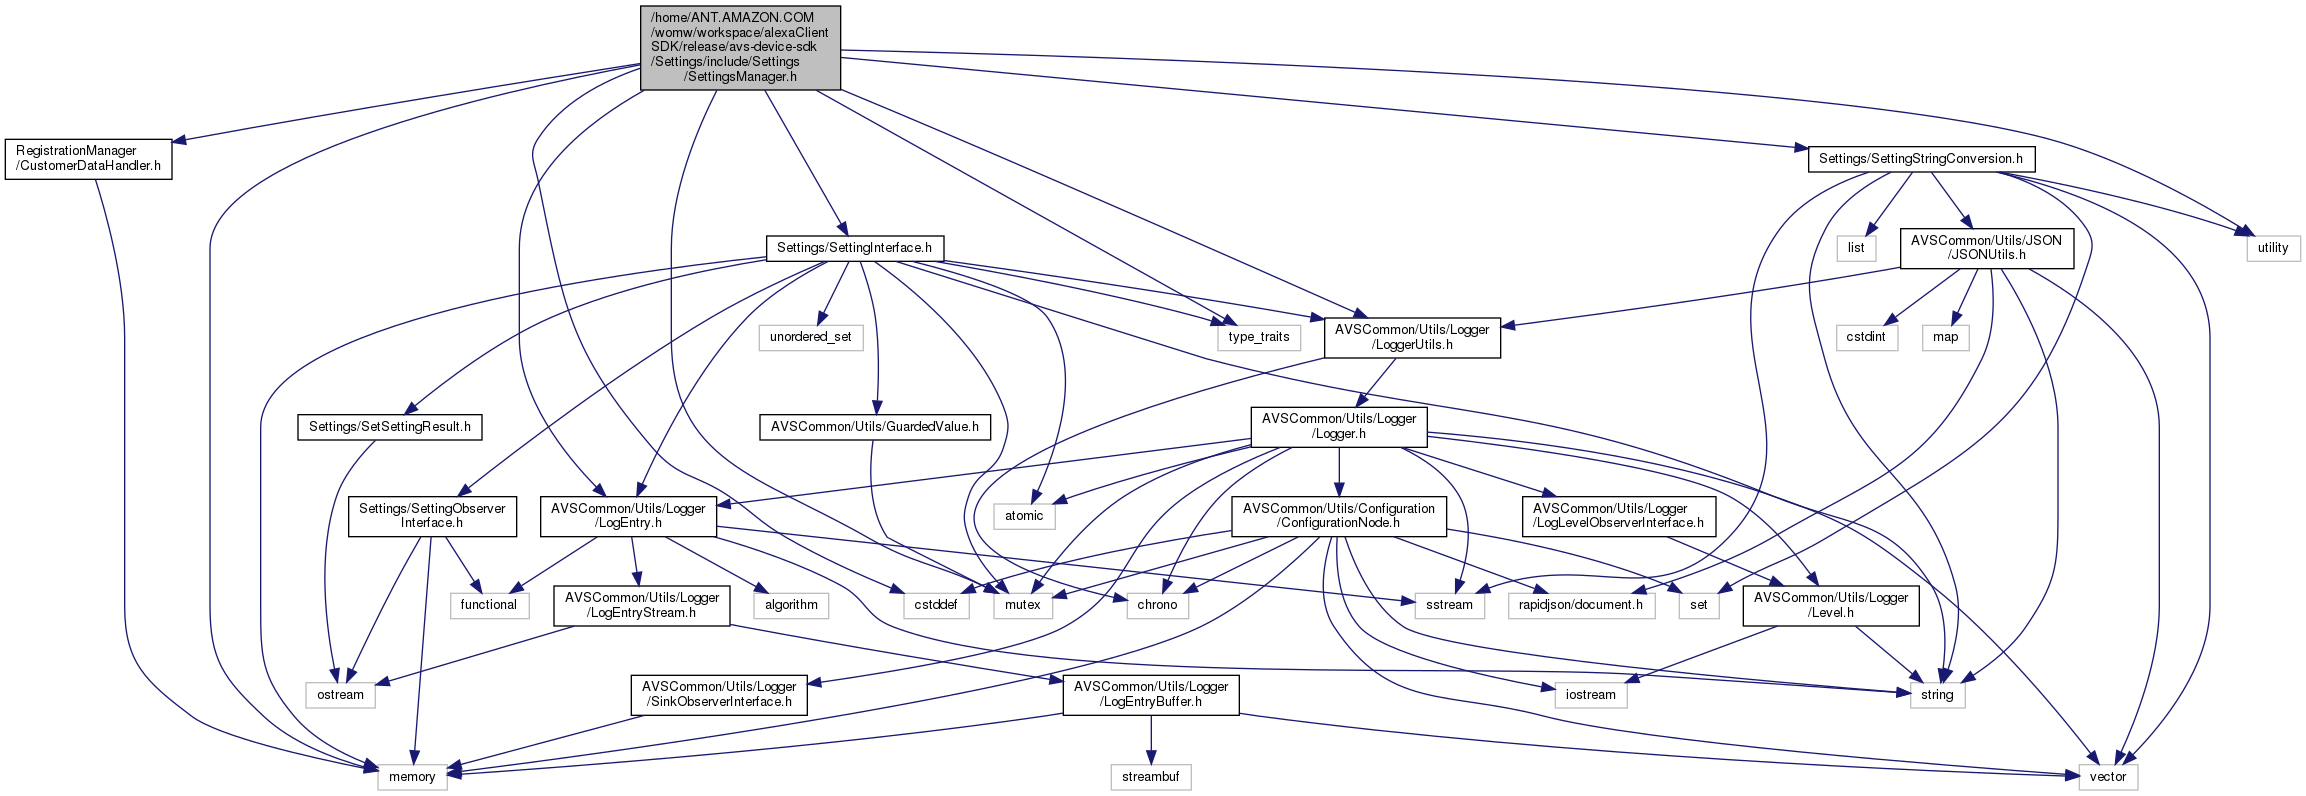 /home/ANT.AMAZON.COM
/womw/workspace/alexaClient
SDK/release/avs-device-sdk
/Settings/include/Settings
/SettingsManager.h
RegistrationManager
/CustomerDataHandler.h
Settings/SettingStringConversion.h
Settings/SettingInterface.h
list
AVSCommon/Utils/JSON
/JSONUtils.h
utility
unordered_set
type_traits
AVSCommon/Utils/Logger
/LoggerUtils.h
cstdint
map
Settings/SetSettingResult.h
AVSCommon/Utils/GuardedValue.h
AVSCommon/Utils/Logger
/Logger.h
Settings/SettingObserver
Interface.h
AVSCommon/Utils/Logger
/LogEntry.h
atomic
AVSCommon/Utils/Configuration
/ConfigurationNode.h
AVSCommon/Utils/Logger
/LogLevelObserverInterface.h
functional
AVSCommon/Utils/Logger
/LogEntryStream.h
algorithm
cstddef
mutex
chrono
sstream
rapidjson/document.h
set
AVSCommon/Utils/Logger
/Level.h
ostream
AVSCommon/Utils/Logger
/SinkObserverInterface.h
AVSCommon/Utils/Logger
/LogEntryBuffer.h
iostream
string
memory
streambuf
vector